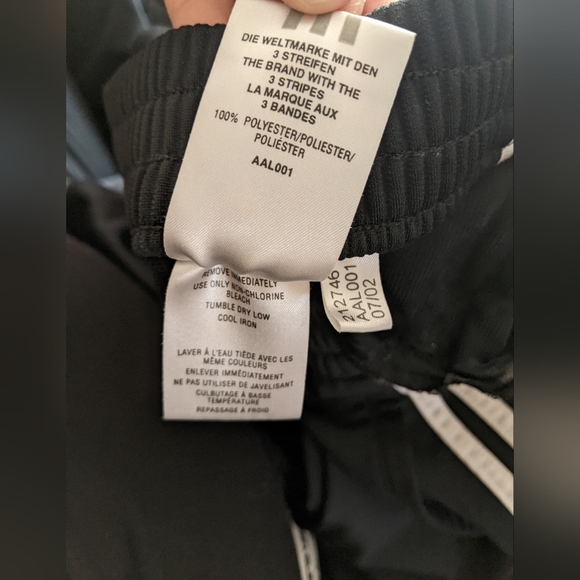 DIE WELTMARKE MIT DEN
3 STREIFEN
THE BRAND WITH THE
3 STRIPES
LA MARQUE AUX
3 BANDES
100% POLYESTER/POLIESTER/
POLIÉSTER
AAL001
REMOVE IMMEDIATELY
USE ONLY NON-CHLORINE
BLEACH
TUMBLE DRY LOW
COOL IRON
LAVER À L'EAU TIÈDE AVEC LES
MÊME COULEURS
ENLEVER IMMÉDIATEMENT
NE PAS UTILISER DE JAVELISANT
CULBUTAGE À BASSE
TEMPÉRATURE
REPASSAGE À FROID
212746
AAL001
07/02